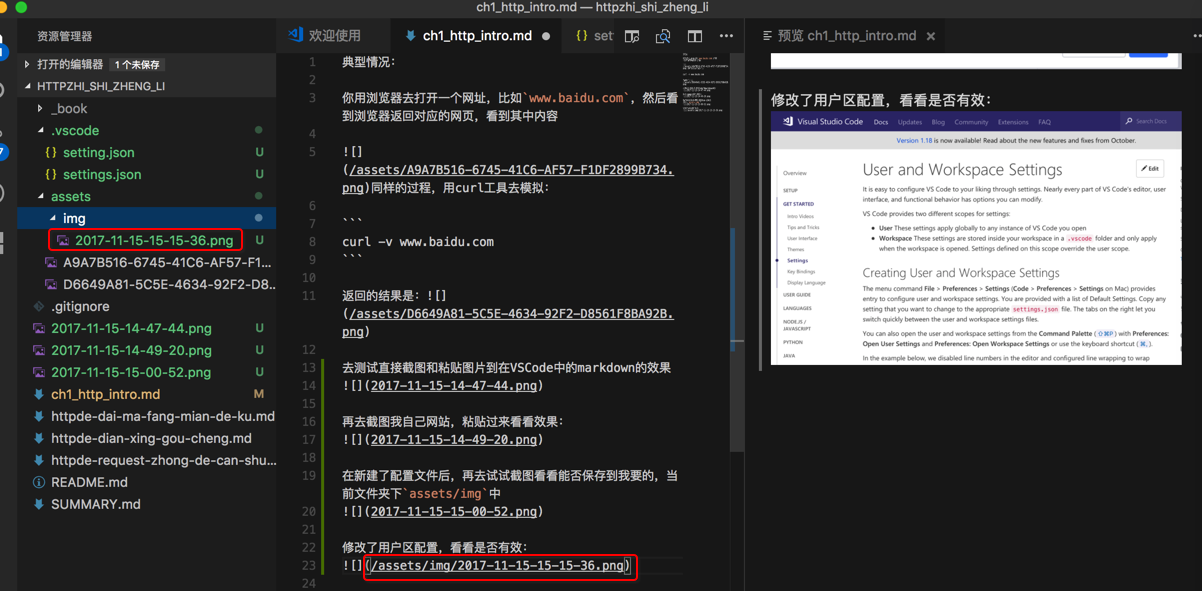 ch1_http_intro.md — httpzhi_shi_zheng_li
资源管理器
打开的编辑器 1 个未保存
HTTPZHI_SHI_ZHENG_LI
_book
.vscode
{} setting.json U
{} settings.json U
assets
img
2017-11-15-15-15-36.png U
A9A7B516-6745-41C6-AF57-F1...
D6649A81-5C5E-4634-92F2-D8...
.gitignore
2017-11-15-14-47-44.png U
2017-11-15-14-49-20.png U
2017-11-15-15-00-52.png U
ch1_http_intro.md M
httpde-dai-ma-fang-mian-de-ku.md
httpde-dian-xing-gou-cheng.md
httpde-request-zhong-de-can-shu...
README.md
SUMMARY.md
欢迎使用
ch1_http_intro.md
{} set
1 典型情况：
2
3 你用浏览器去打开一个网址，比如`www.baidu.com`，然后看
到浏览器返回对应的网页，看到其中内容
4
5 ![]
(/assets/A9A7B516-6745-41C6-AF57-F1DF2899B734.
png)同样的过程，用curl工具去模拟：
6
7 ```
8 curl -v www.baidu.com
9 ```
10
11 返回的结果是：![]
(/assets/D6649A81-5C5E-4634-92F2-D8561F8BA92B.
png)
12
13 去测试直接截图和粘贴图片到在VSCode中的markdown的效果
14 ![](2017-11-15-14-47-44.png)
15
16 再去截图我自己网站，粘贴过来看看效果：
17 ![](2017-11-15-14-49-20.png)
18
19 在新建了配置文件后，再去试试截图看看能否保存到我要的，当
前文件夹下`assets/img`中
20 ![](2017-11-15-15-00-52.png)
21
22 修改了用户区配置，看看是否有效：
23 ![](/assets/img/2017-11-15-15-15-36.png)
24
预览 ch1_http_intro.md
修改了用户区配置，看看是否有效：
Visual Studio Code Docs Updates Blog Community Extensions FAQ Search Docs
Version 1.18 is now available! Read about the new features and fixes from October.
Overview
SETUP
GET STARTED
Intro Videos
Tips and Tricks
User Interface
Themes
Settings
Key Bindings
Display Language
USER GUIDE
LANGUAGES
NODE.JS /
JAVASCRIPT
PYTHON
JAVA
User and Workspace Settings
Edit
It is easy to configure VS Code to your liking through settings. Nearly every part of VS Code's editor, user
interface, and functional behavior has options you can modify.
VS Code provides two different scopes for settings:
User These settings apply globally to any instance of VS Code you open
Workspace These settings are stored inside your workspace in a .vscode folder and only apply
when the workspace is opened. Settings defined on this scope override the user scope.
Creating User and Workspace Settings
The menu command File > Preferences > Settings (Code > Preferences > Settings on Mac) provides
entry to configure user and workspace settings. You are provided with a list of Default Settings. Copy any
setting that you want to change to the appropriate settings.json file. The tabs on the right let you
switch quickly between the user and workspace settings files.
You can also open the user and workspace settings from the Command Palette (⇧⌘P) with Preferences:
Open User Settings and Preferences: Open Workspace Settings or use the keyboard shortcut (⌘,).
In the example below, we disabled line numbers in the editor and configured line wrapping to wrap